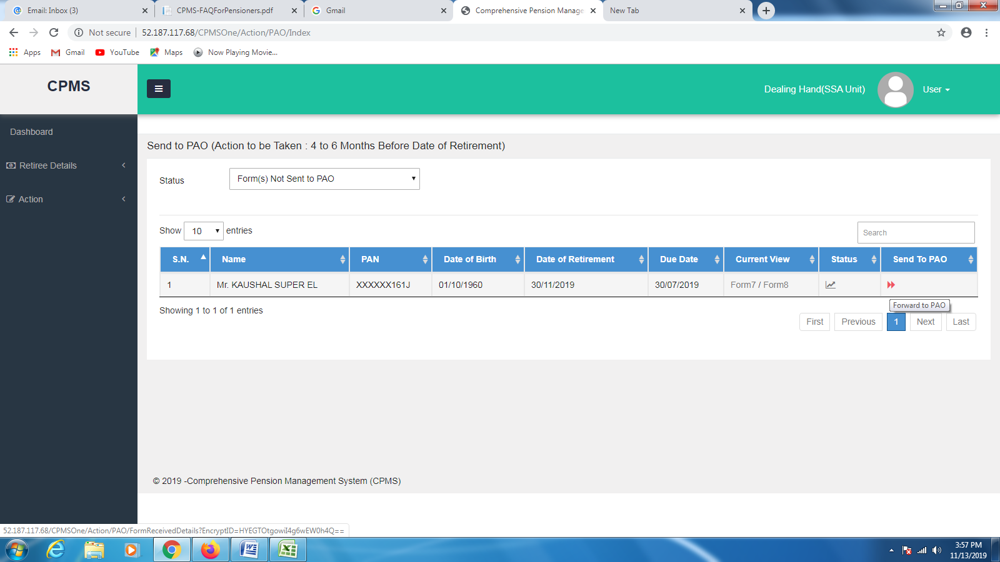 Email: Inbox (3)
CPMS-FAQForPensioners.pdf
Gmail
Comprehensive Pension Manage
New Tab
Not secure
52.187.117.68/CPMSOne/Action/PAO/Index
Apps
Gmail
YouTube
Maps
Now Playing Movie...
CPMS
Dealing Hand(SSA Unit)
User
Dashboard
Retiree Details
Action
Send to PAO (Action to be Taken : 4 to 6 Months Before Date of Retirement)
Status
Form(s) Not Sent to PAO
Show 10 entries
Search
S.N. Name PAN Date of Birth Date of Retirement Due Date Current View Status Send To PAO
1 Mr. KAUSHAL SUPER EL XXXXXX161J 01/10/1960 30/11/2019 30/07/2019 Form7 / Form8
Forward to PAO
Showing 1 to 1 of 1 entries
First Previous 1 Next Last
© 2019 -Comprehensive Pension Management System (CPMS)
52.187.117.68/CPMSOne/Action/PAO/FormReceivedDetails?EncryptID=HYEGTOtgowiI4g6wEW0h4Q==
3:57 PM
11/13/2019